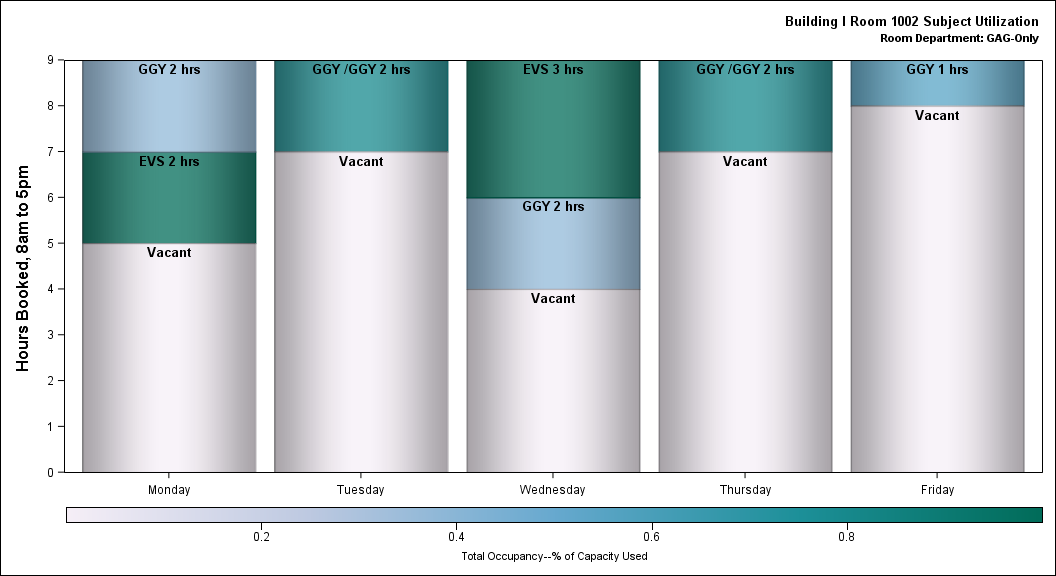 Building I Room 1002 Subject Utilization
Room Department: GAG-Only
Hours Booked, 8am to 5pm
9
8
7
6
5
4
3
2
1
0
GGY 2 hrs
EVS 2 hrs
Vacant
GGY /GGY 2 hrs
Vacant
EVS 3 hrs
GGY 2 hrs
Vacant
GGY /GGY 2 hrs
Vacant
GGY 1 hrs
Vacant
Monday
Tuesday
Wednesday
Thursday
Friday
0.2
0.4
0.6
0.8
Total Occupancy--% of Capacity Used